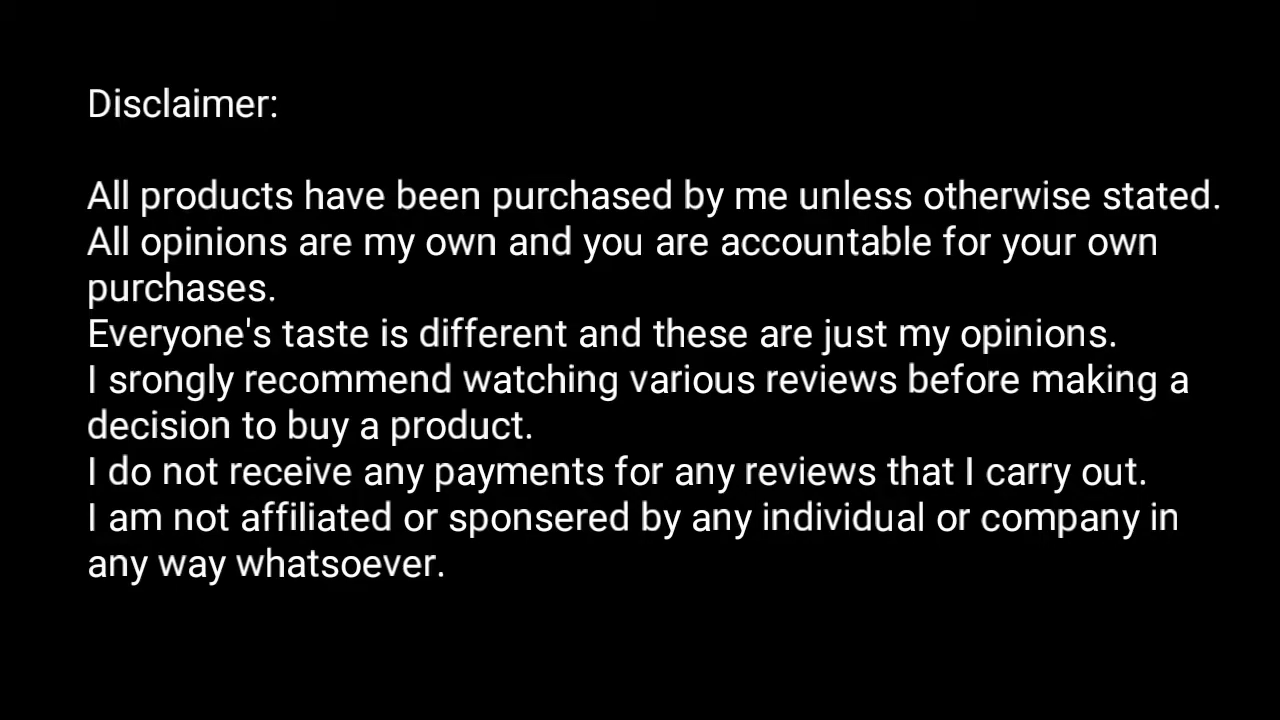 Disclaimer:
All products have been purchased by me unless otherwise stated.
All opinions are my own and you are accountable for your own
purchases.
Everyone's taste is different and these are just my opinions.
I srongly recommend watching various reviews before making a
decision to buy a product.
I do not receive any payments for any reviews that I carry out.
I am not affiliated or sponsered by any individual or company in
any way whatsoever.